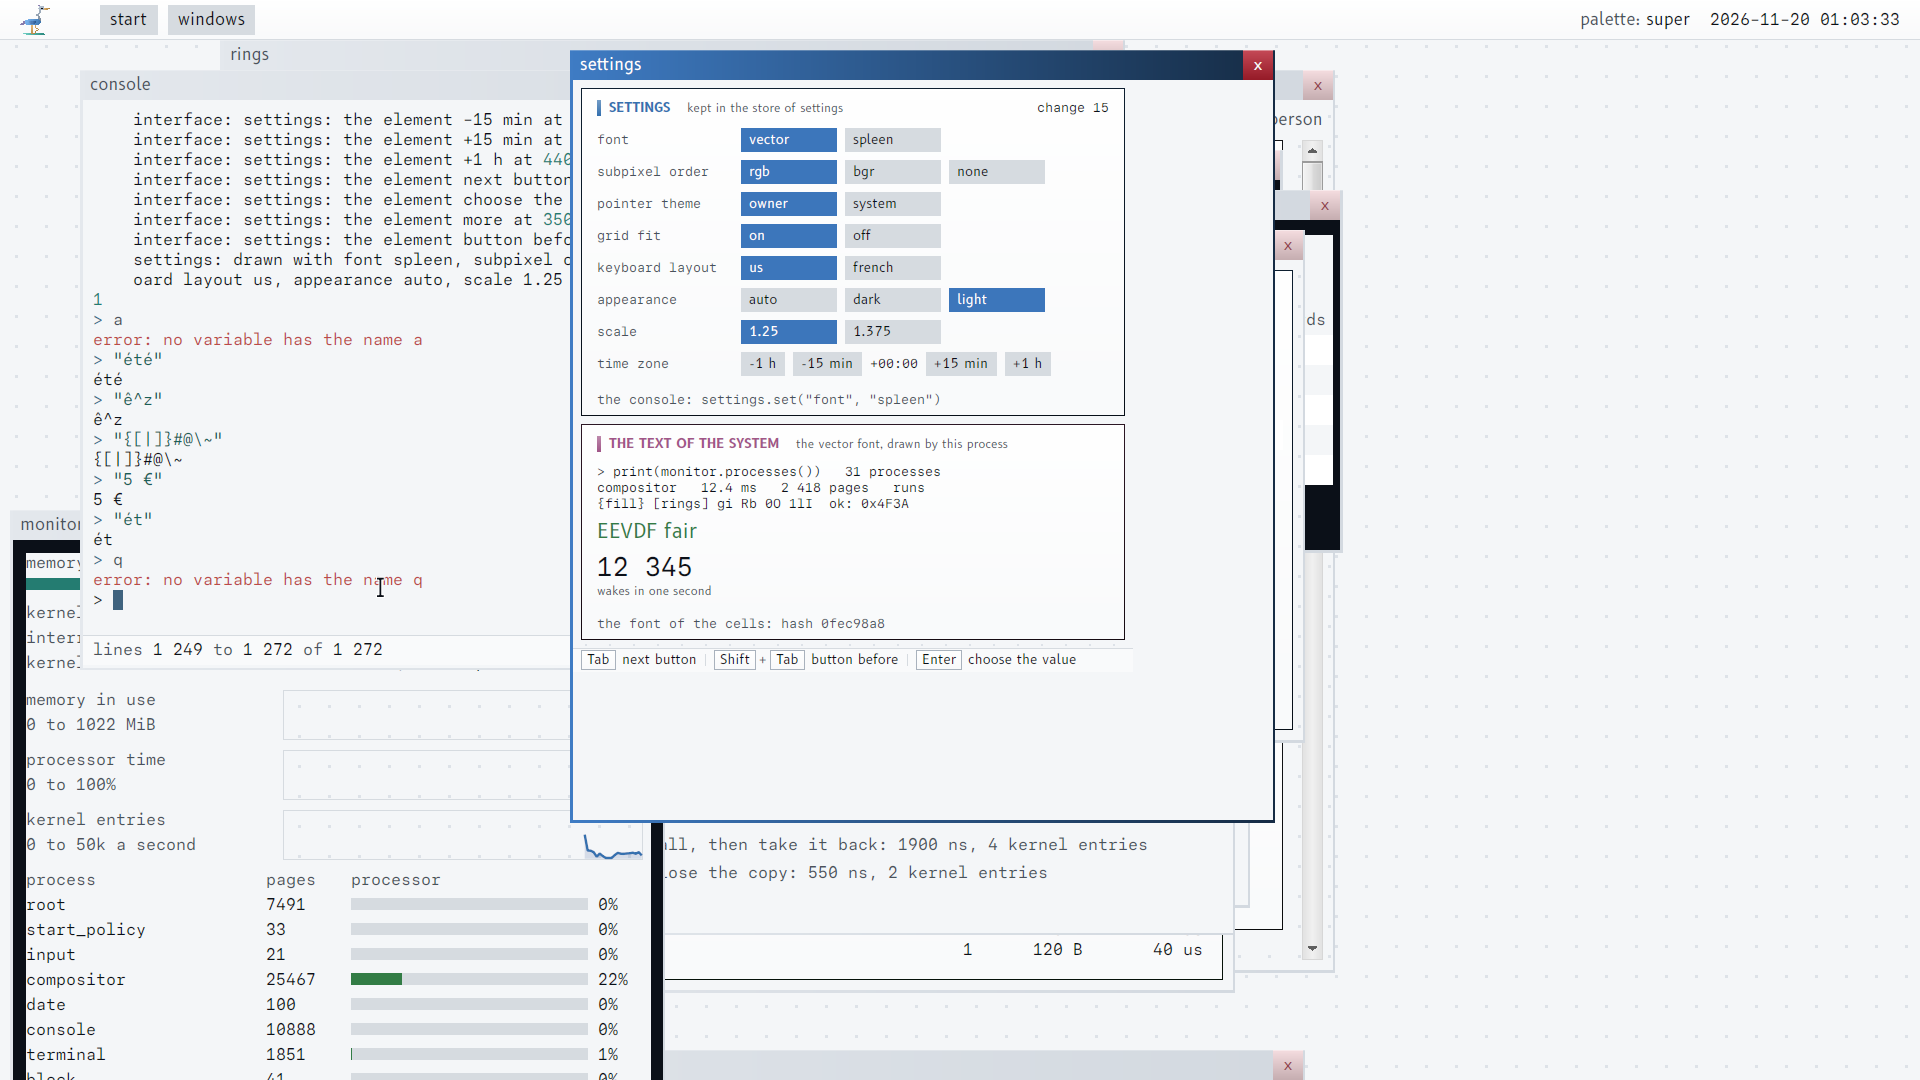 start windows palette: super 2026-11-20 01:03:33
rings
console
interface: settings: the element -15 min at
interface: settings: the element +15 min at
interface: settings: the element +1 h at 440
interface: settings: the element next button
interface: settings: the element choose the
interface: settings: the element more at 350
interface: settings: the element button befo
settings: drawn with font spleen, subpixel
oard layout us, appearance auto, scale 1.25
1
> a
error: no variable has the name a
> "été"
été
> "ê^z"
ê^z
> "{[|]}#@\~"
{[|]}#@\~
> "5 €"
5 €
> "ét"
ét
> q
error: no variable has the name q
>
lines 1 249 to 1 272 of 1 272
settings x
SETTINGS kept in the store of settings change 15
font vector spleen
subpixel order rgb bgr none
pointer theme owner system
grid fit on off
keyboard layout us french
appearance auto dark light
scale 1.25 1.375
time zone -1 h -15 min +00:00 +15 min +1 h
the console: settings.set("font", "spleen")
THE TEXT OF THE SYSTEM the vector font, drawn by this process
> print(monitor.processes()) 31 processes
compositor 12.4 ms 2 418 pages runs
{fill} [rings] gi Rb 0O 1lI ok: 0x4F3A
EEVDF fair
12 345
wakes in one second
the font of the cells: hash 0fec98a8
Tab next button Shift + Tab button before Enter choose the value
x
person
x
x
ds
monitor
memory
kernel
inter
kernel
memory in use
0 to 1022 MiB
processor time
0 to 100%
kernel entries
0 to 50k a second
process pages processor
root 7491 0%
start_policy 33 0%
input 21 0%
compositor 25467 22%
date 100 0%
console 10888 0%
terminal 1851 1%
block 41 0%
all, then take it back: 1900 ns, 4 kernel entries
lose the copy: 550 ns, 2 kernel entries
1 120 B 40 us
x